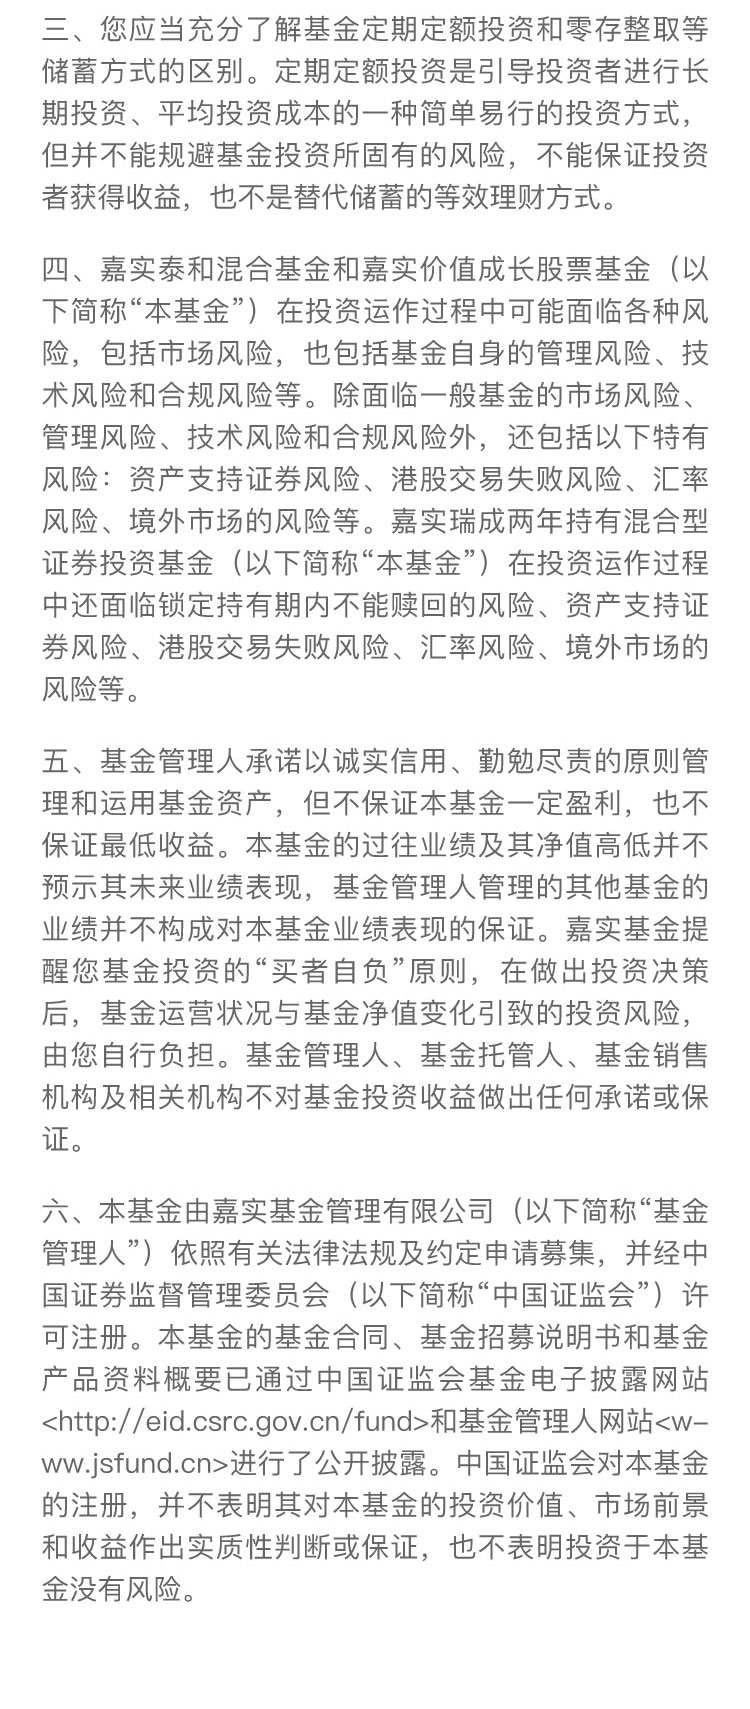 三、您应当充分了解基金定期定额投资和零存整取等
储蓄方式的区别。定期定额投资是引导投资者进行长
期投资、平均投资成本的一种简单易行的投资方式，
但并不能规避基金投资所固有的风险，不能保证投资
者获得收益，也不是替代储蓄的等效理财方式。
四、嘉实泰和混合基金和嘉实价值成长股票基金（以
下简称“本基金”）在投资运作过程中可能面临各种风
险，包括市场风险，也包括基金自身的管理风险、技
术风险和合规风险等。除面临一般基金的市场风险、
管理风险、技术风险和合规风险外，还包括以下特有
风险：资产支持证券风险、港股交易失败风险、汇率
风险、境外市场的风险等。嘉实瑞成两年持有混合型
证券投资基金（以下简称“本基金”）在投资运作过程
中还面临锁定持有期内不能赎回的风险、资产支持证
券风险、港股交易失败风险、汇率风险、境外市场的
风险等。
五、基金管理人承诺以诚实信用、勤勉尽责的原则管
理和运用基金资产，但不保证本基金一定盈利，也不
保证最低收益。本基金的过往业绩及其净值高低并不
预示其未来业绩表现，基金管理人管理的其他基金的
业绩并不构成对本基金业绩表现的保证。嘉实基金提
醒您基金投资的“买者自负”原则，在做出投资决策
后，基金运营状况与基金净值变化引致的投资风险，
由您自行负担。基金管理人、基金托管人、基金销售
机构及相关机构不对基金投资收益做出任何承诺或保
证。
六、本基金由嘉实基金管理有限公司（以下简称“基金
管理人”）依照有关法律法规及约定申请募集，并经中
国证券监督管理委员会（以下简称“中国证监会”）许
可注册。本基金的基金合同、基金招募说明书和基金
产品资料概要已通过中国证监会基金电子披露网站
<http://eid.csrc.gov.cn/fund>和基金管理人网站<w-
ww.jsfund.cn>进行了公开披露。中国证监会对本基金
的注册，并不表明其对本基金的投资价值、市场前景
和收益作出实质性判断或保证，也不表明投资于本基
金没有风险。